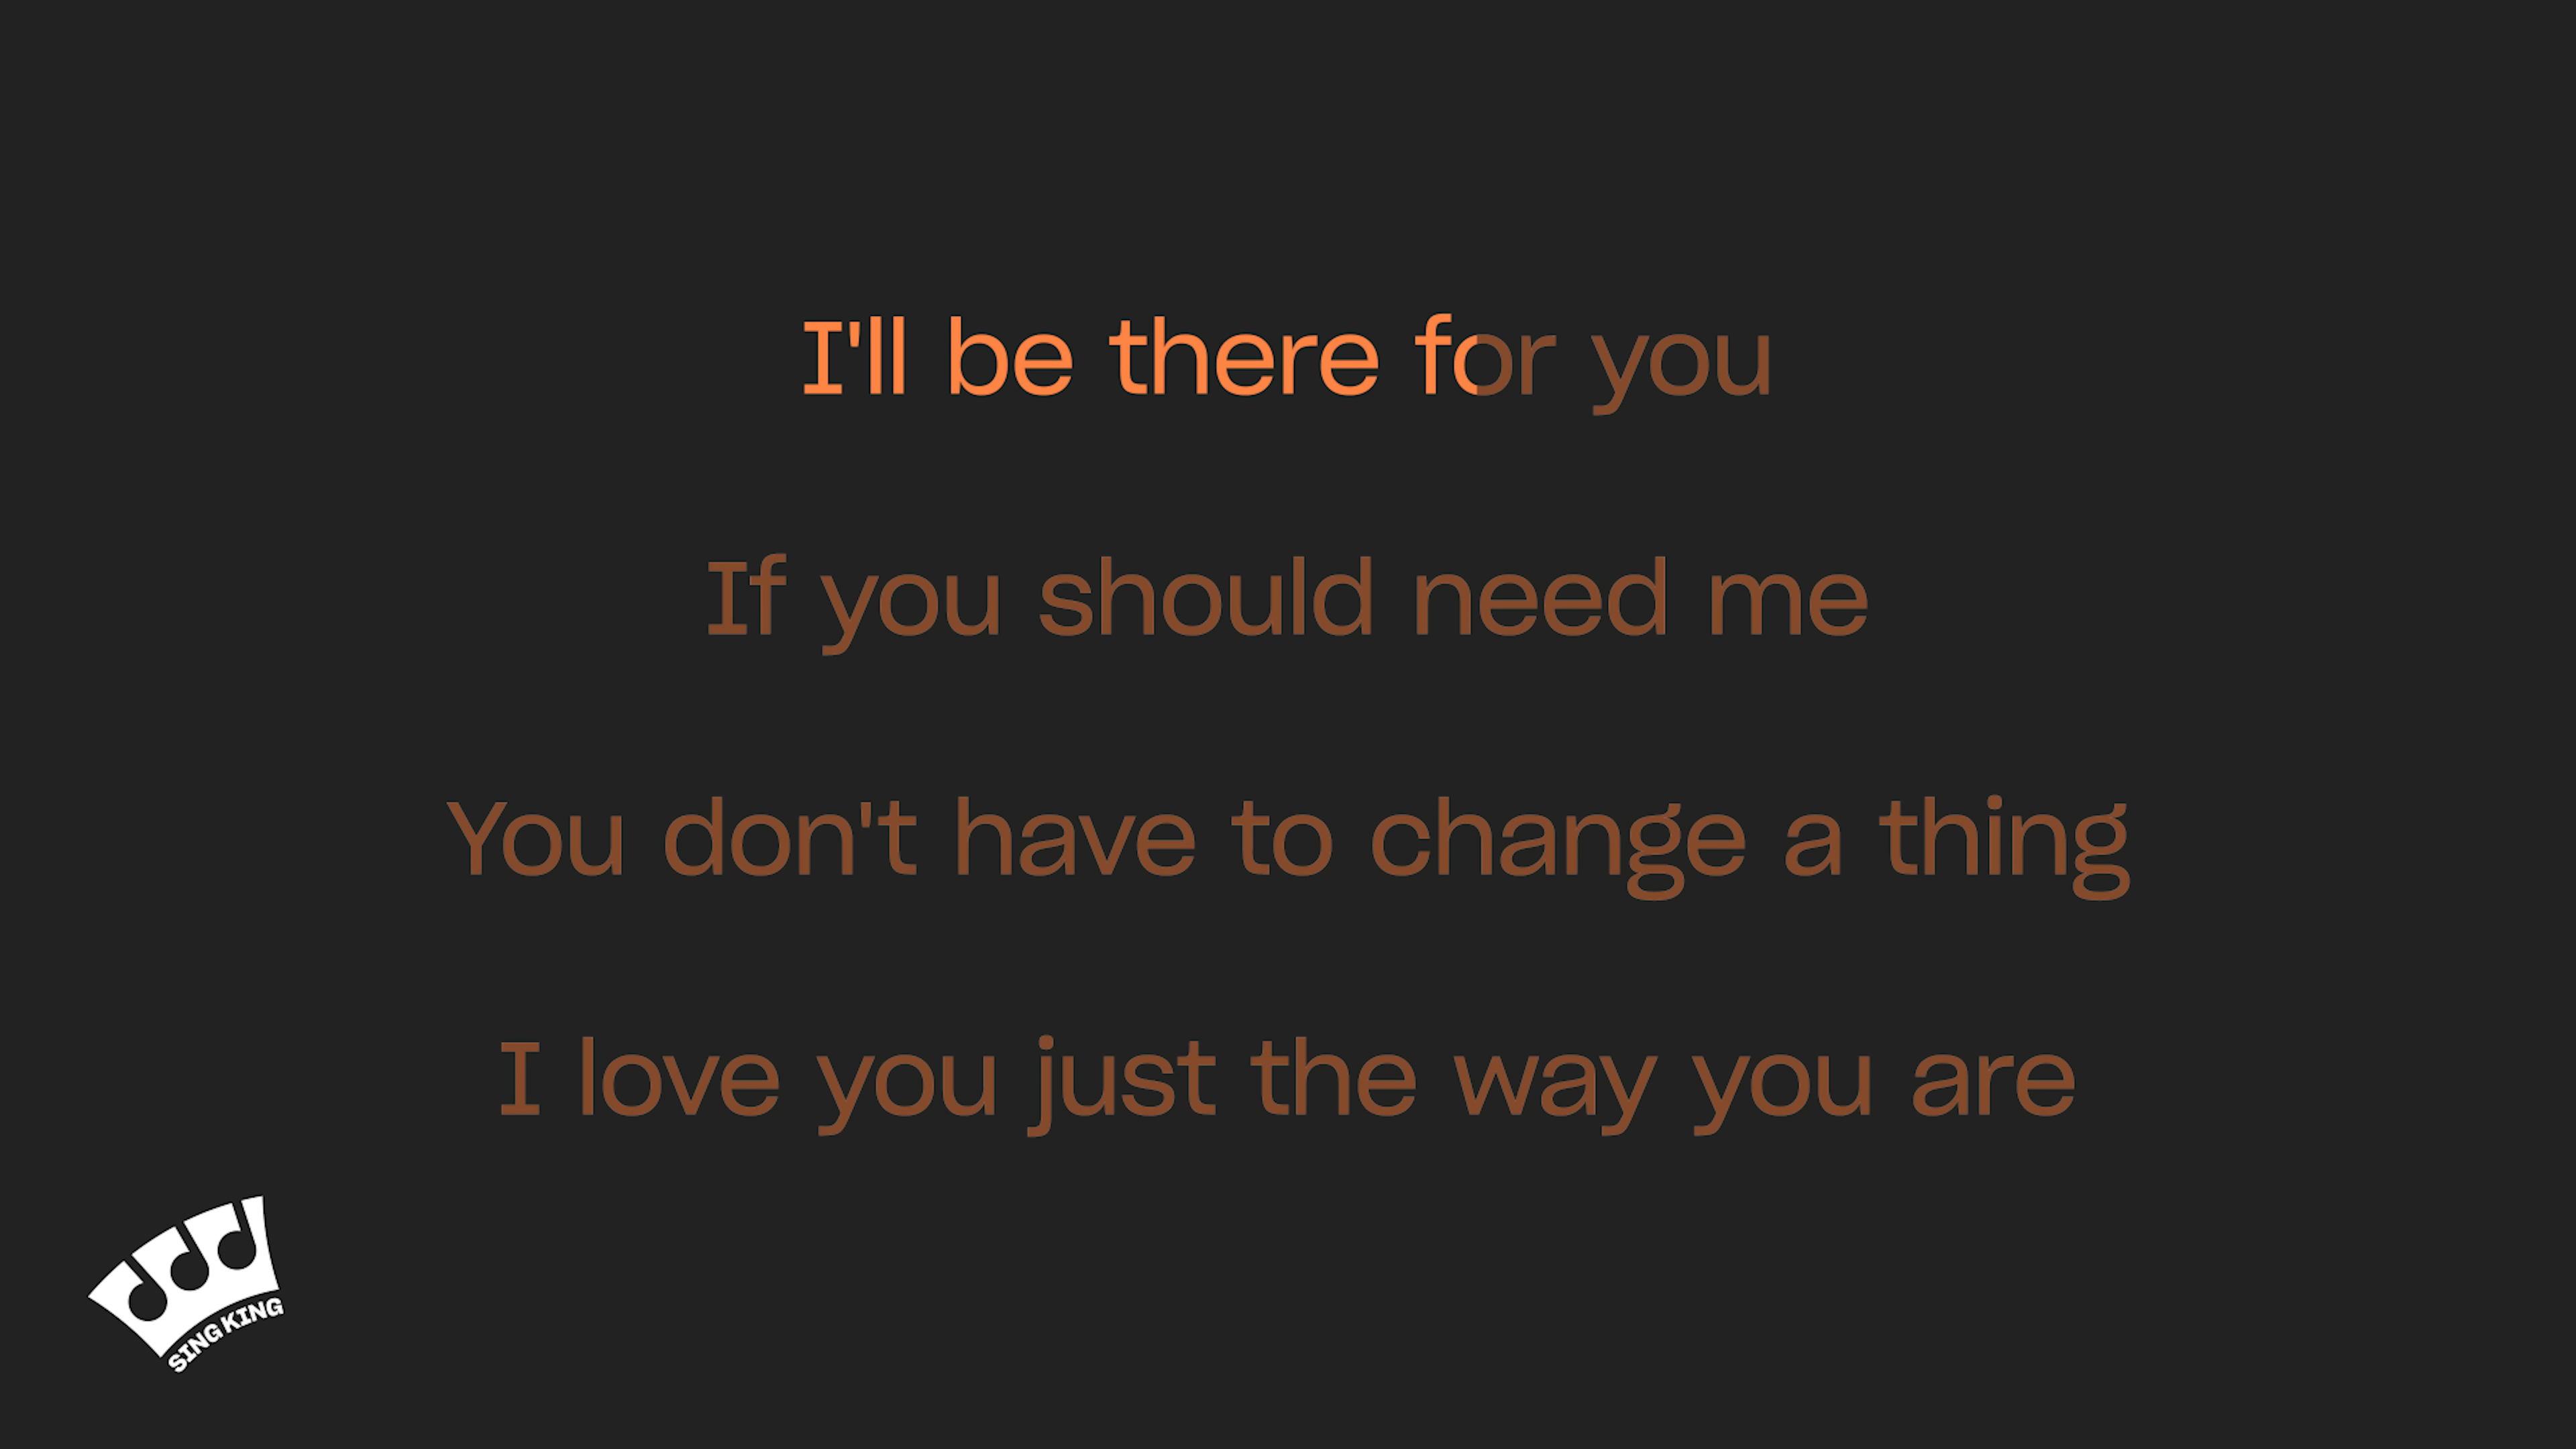 I'll be there for you
If you should need me
You don't have to change a thing
I love you just the way you are
SING KING